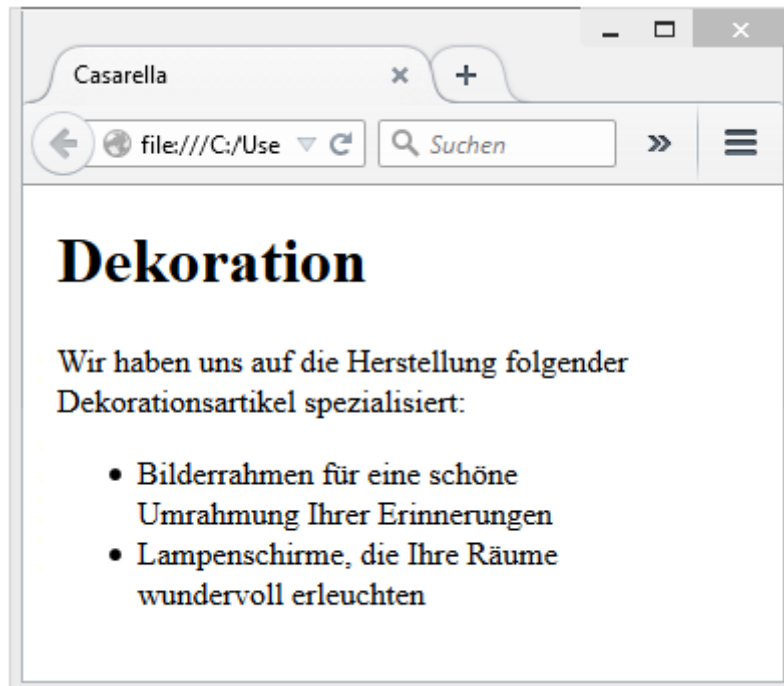 Casarella
file:///C:/Use
Suchen
Dekoration
Wir haben uns auf die Herstellung folgender
Dekorationsartikel spezialisiert:
• Bilderrahmen für eine schöne
Umrahmung Ihrer Erinnerungen
• Lampenschirme, die Ihre Räume
wundervoll erleuchten